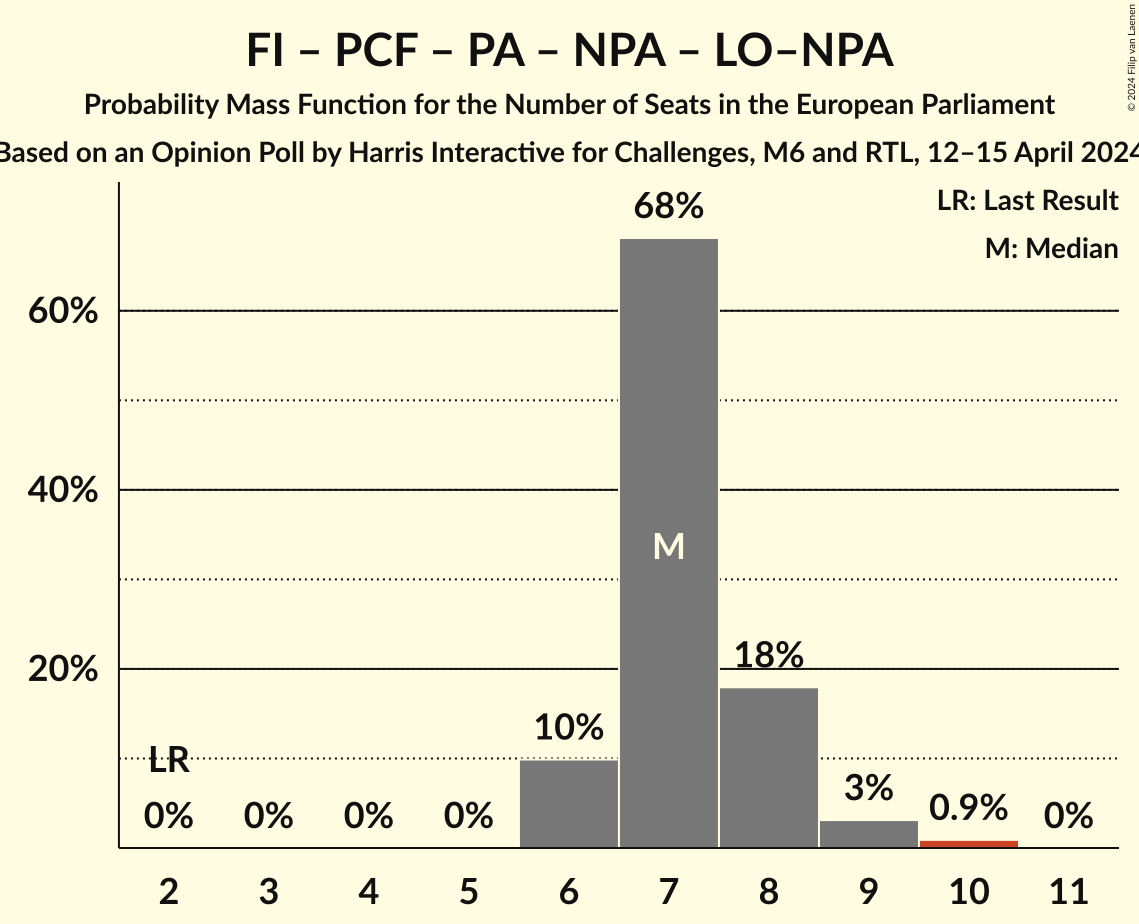 FI – PCF – PA – NPA – LO–NPA
Probability Mass Function for the Number of Seats in the European Parliament
Based on an Opinion Poll by Harris Interactive for Challenges, M6 and RTL, 12–15 April 2024
© 2024 Filip van Laenen
LR: Last Result
M: Median
68%
60%
40%
M
20%
18%
10%
LR
3%
0.9%
0% 0% 0% 0% 0%
2 3 4 5 6 7 8 9 10 11